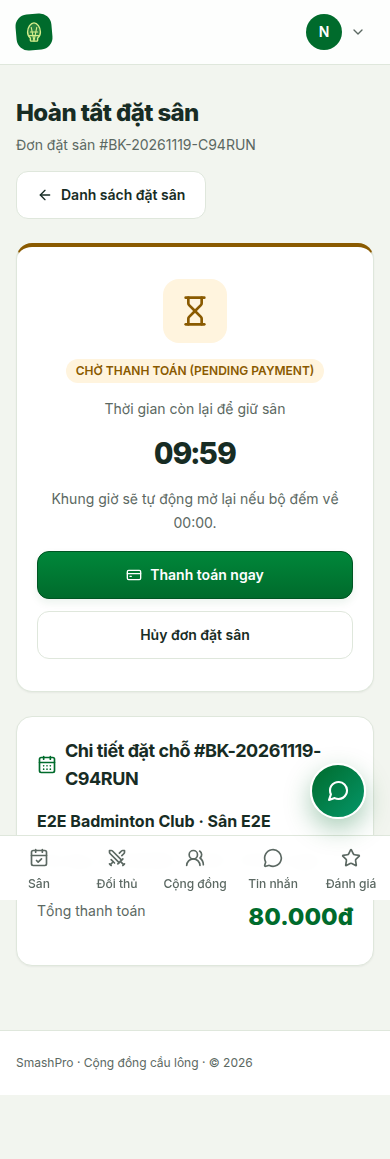 N
Hoàn tất đặt sân
Đơn đặt sân #BK-20261119-C94RUN
Danh sách đặt sân
CHỜ THANH TOÁN (PENDING PAYMENT)
Thời gian còn lại để giữ sân
09:59
Khung giờ sẽ tự động mở lại nếu bộ đếm về
00:00.
Thanh toán ngay
Hủy đơn đặt sân
Chi tiết đặt chỗ #BK-20261119-
C94RUN
E2E Badminton Club · Sân E2E
Sân
Đối thủ
Cộng đồng
Tin nhắn
Đánh giá
Tổng thanh toán
80.000đ
SmashPro · Cộng đồng cầu lông · © 2026